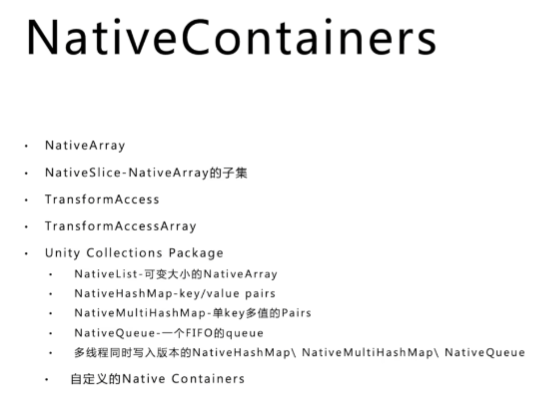 NativeContainers
• NativeArray
• NativeSlice-NativeArray的子集
• TransformAccess
• TransformAccessArray
• Unity Collections Package
• NativeList-可变大小的NativeArray
• NativeHashMap-key/value pairs
• NativeMultiHashMap-单key多值的Pairs
• NativeQueue-一个FIFO的queue
• 多线程同时写入版本的NativeHashMap\ NativeMultiHashMap\ NativeQueue
• 自定义的Native Containers